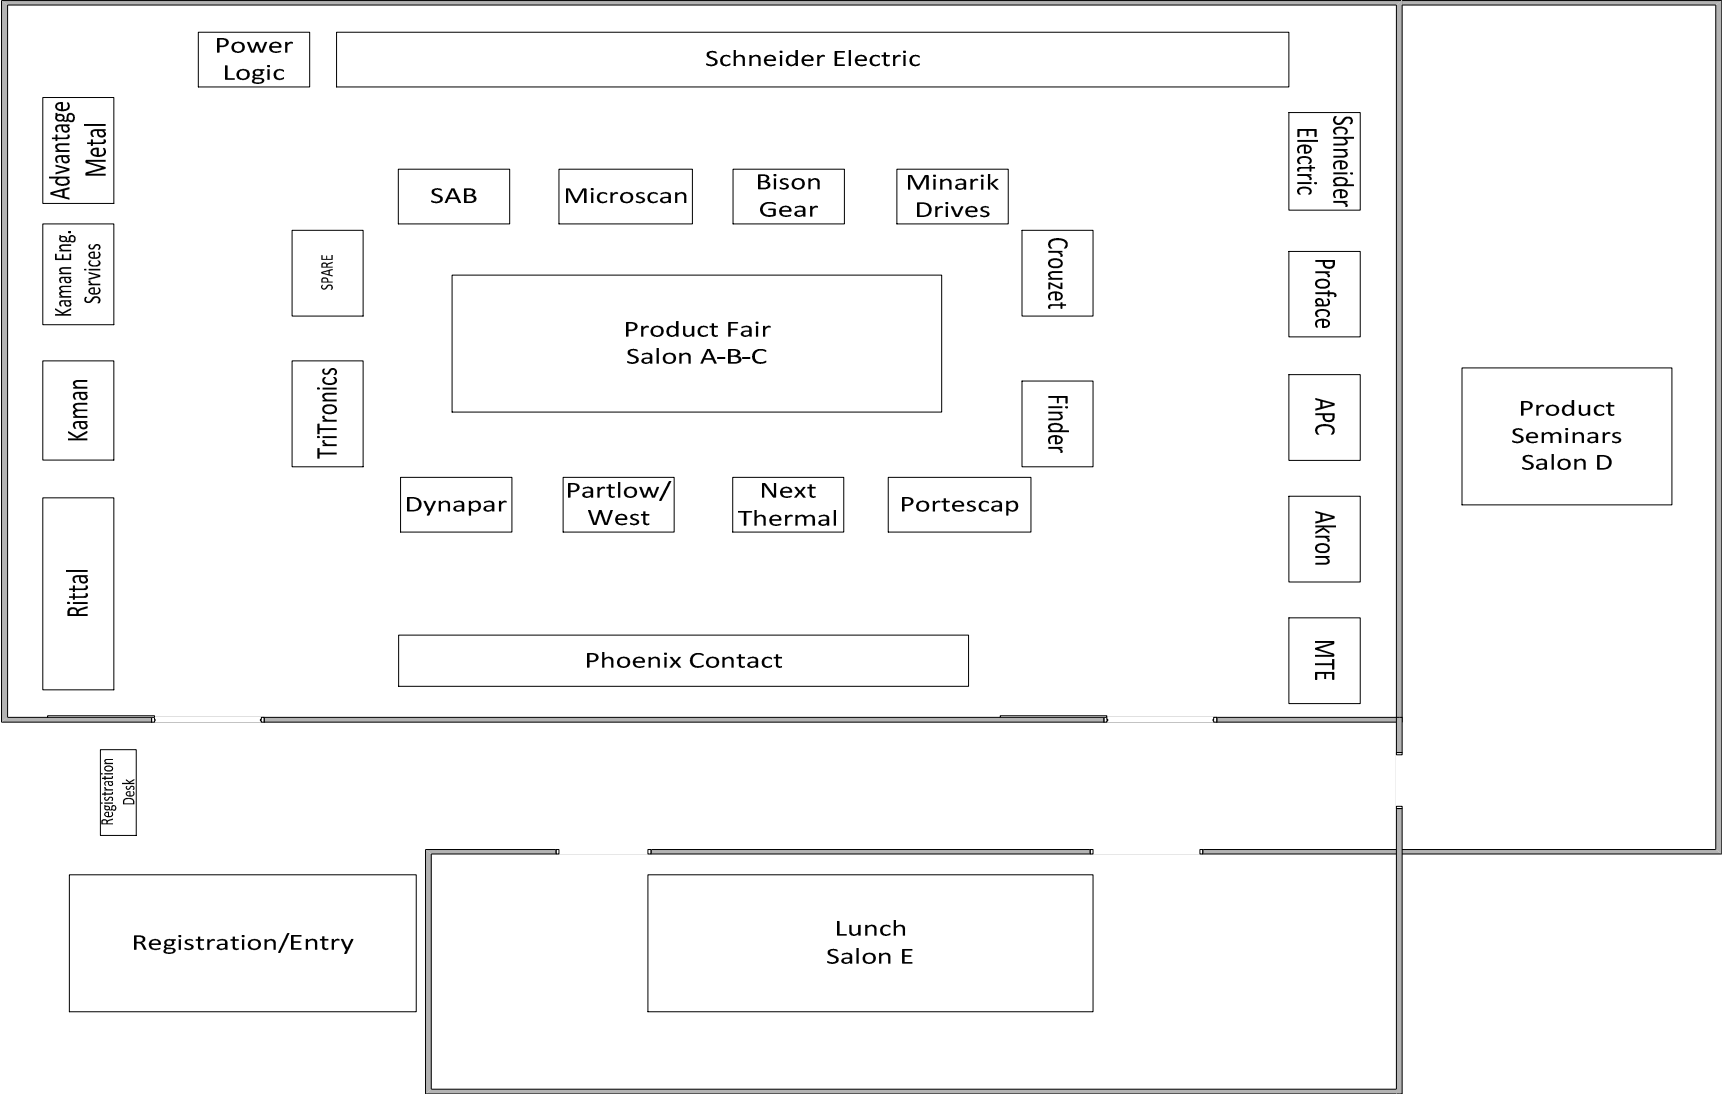 Power
Logic
Schneider Electric
Advantage
Metal
Schneider
Electric
SAB
Microscan
Bison
Gear
Minarik
Drives
Kaman Eng.
Services
SPARE
Crouzet
Proface
Product Fair
Salon A-B-C
Kaman
TriTronics
Finder
APC
Product
Seminars
Salon D
Dynapar
Partlow/
West
Next
Thermal
Portescap
Akron
Rittal
Phoenix Contact
MTE
Registration
Desk
Registration/Entry
Lunch
Salon E